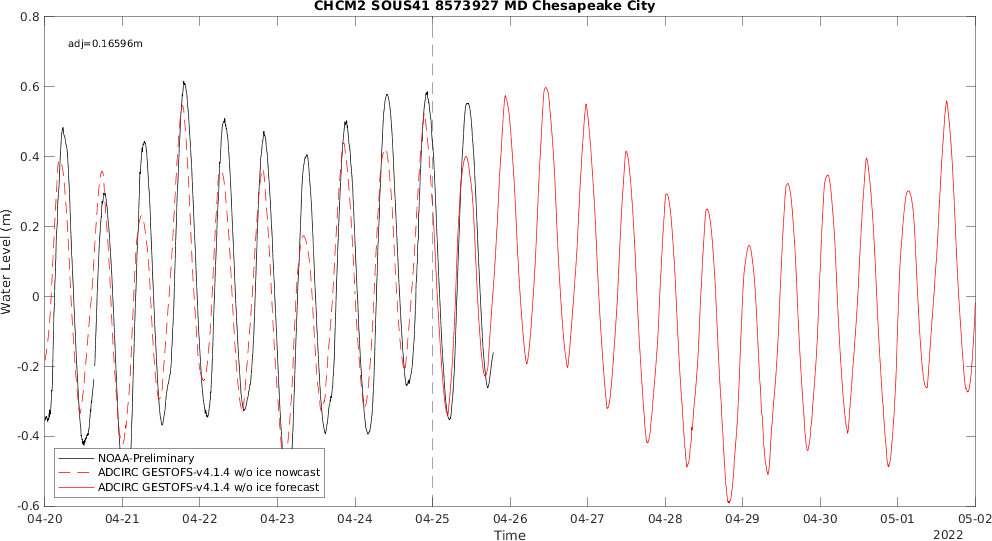 CHCM2 SOUS41 8573927 MD Chesapeake City
adj=0.16596m
0.8
0.6
0.4
0.2
0
-0.2
-0.4
-0.6
Water Level (m)
NOAA-Preliminary
ADCIRC GESTOFS-v4.1.4 w/o ice nowcast
ADCIRC GESTOFS-v4.1.4 w/o ice forecast
04-20 04-21 04-22 04-23 04-24 04-25 04-26 04-27 04-28 04-29 04-30 05-01 05-02
Time
2022